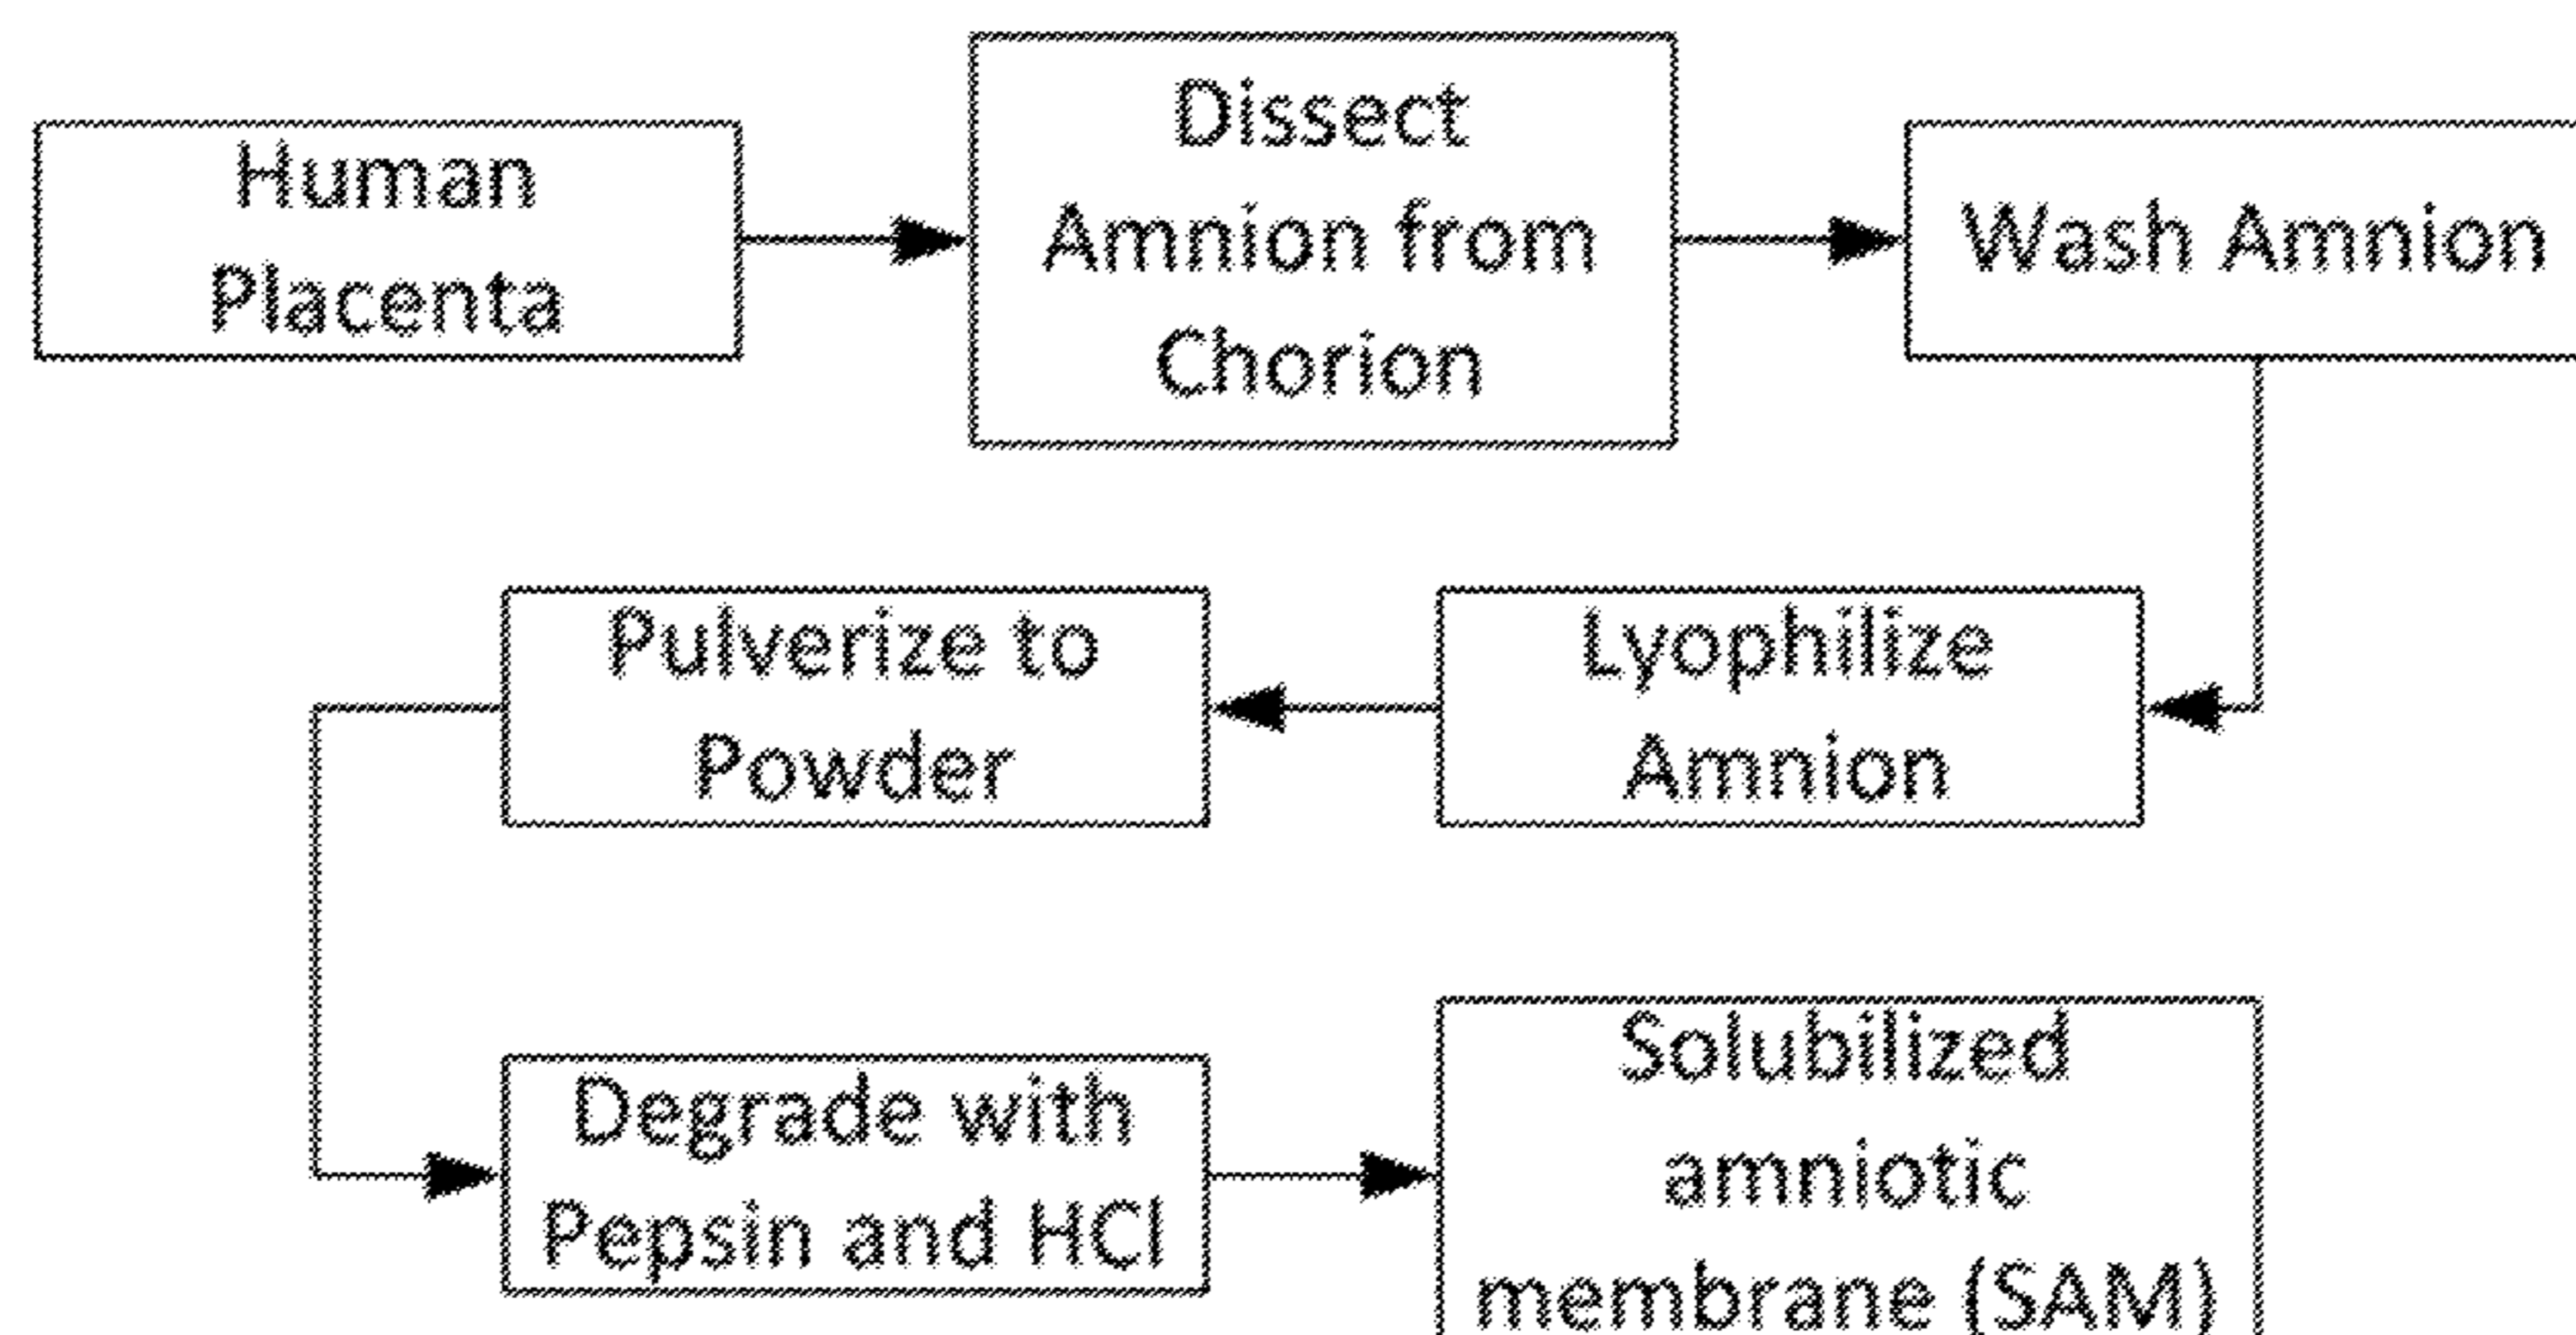 Human
Placenta
Dissect
Amnion from
Chorion
Wash Amnion
Lyophilize
Amnion
Pulverize to
Powder
Degrade with
Pepsin and HCl
Solubilized
amniotic
membrane (SAM)